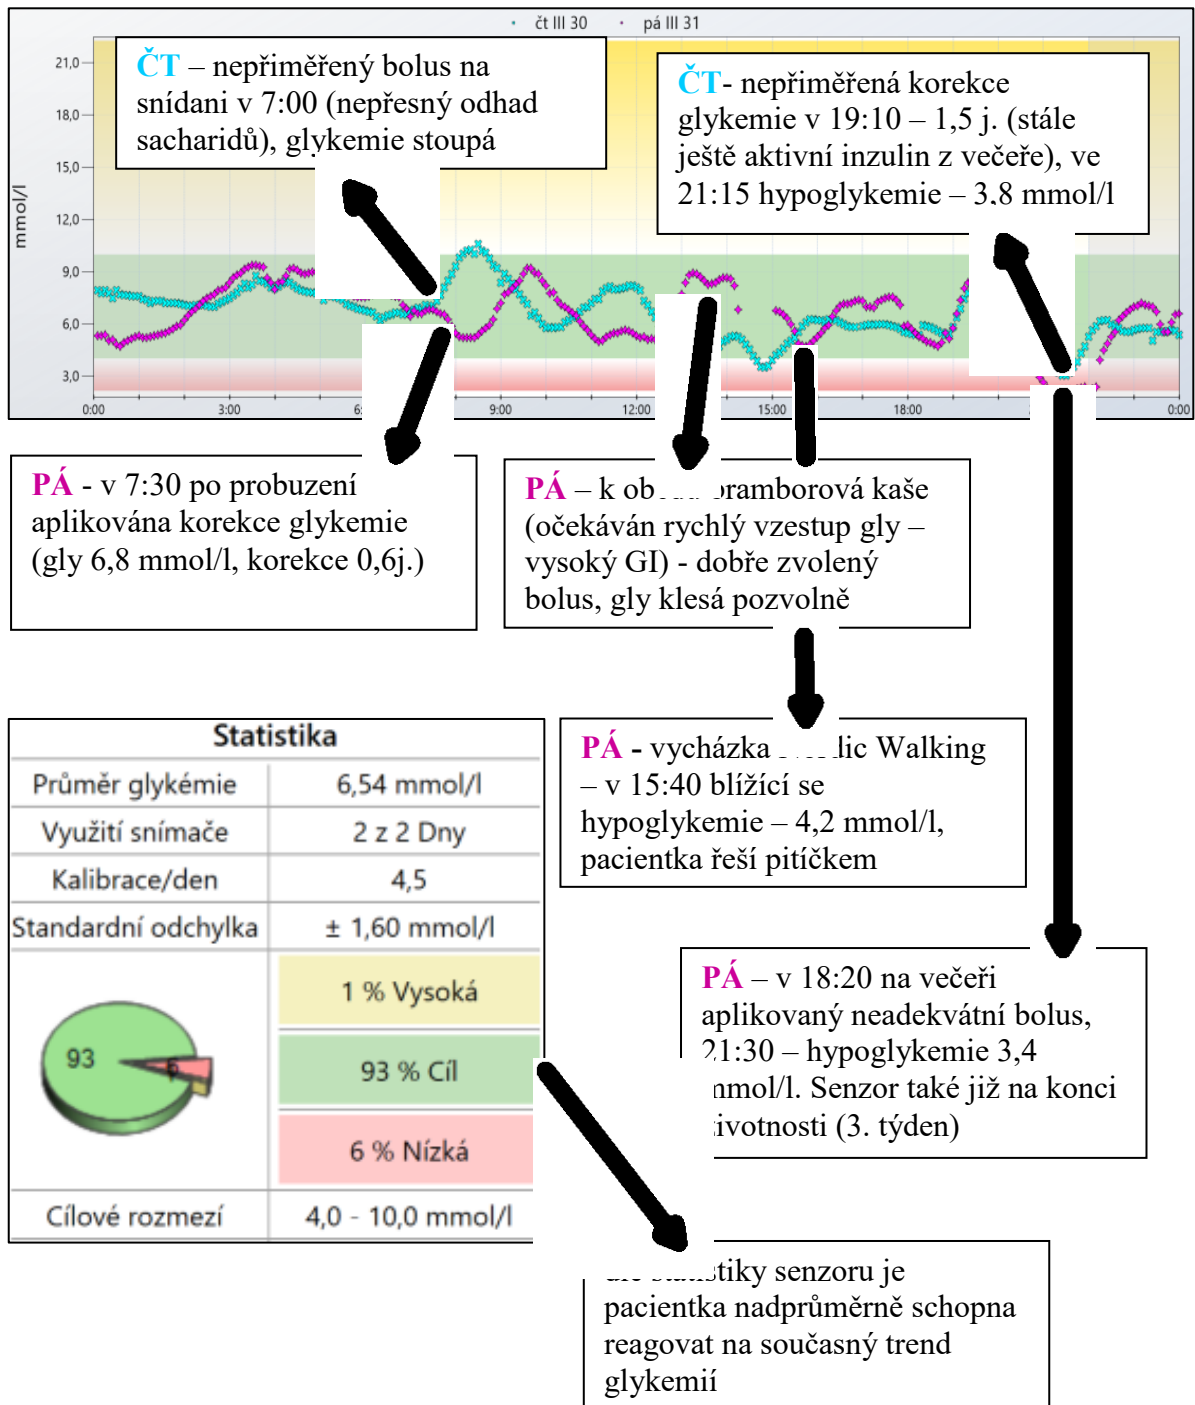 čt III 30 pá III 31
21,0
18,0
15,0
12,0
9,0
6,0
3,0
mmol/l
0:00 3:00 9:00 12:00 15:00 18:00 0:00
ČT – nepřiměřený bolus na
snídani v 7:00 (nepřesný odhad
sacharidů), glykemie stoupá
ČT- nepřiměřená korekce
glykemie v 19:10 – 1,5 j. (stále
ještě aktivní inzulin z večeře), ve
21:15 hypoglykemie – 3,8 mmol/l
PÁ - v 7:30 po probuzení
aplikována korekce glykemie
(gly 6,8 mmol/l, korekce 0,6j.)
PÁ – k bramborová kaše
(očekáván rychlý vzestup gly –
vysoký GI) - dobře zvolený
bolus, gly klesá pozvolně
PÁ - vycházka Walking
– v 15:40 blížící se
hypoglykemie – 4,2 mmol/l,
pacientka řeší pitíčkem
PÁ – v 18:20 na večeři
aplikovaný neadekvátní bolus,
21:30 – hypoglykemie 3,4
mmol/l. Senzor také již na konci
životnosti (3. týden)
Statistika
Průměr glykémie 6,54 mmol/l
Využití snímače 2 z 2 Dny
Kalibrace/den 4,5
Standardní odchylka ± 1,60 mmol/l
93
1 % Vysoká
93 % Cíl
6 % Nízká
Cílové rozmezí 4,0 - 10,0 mmol/l
statistiky senzoru je
pacientka nadprůměrně schopna
reagovat na současný trend
glykemií